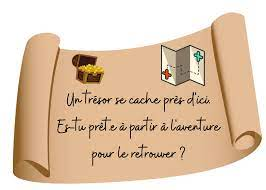 Un trésor se cache près d'ici.
Es-tu prêt.e à partir à l'aventure
pour le retrouver ?